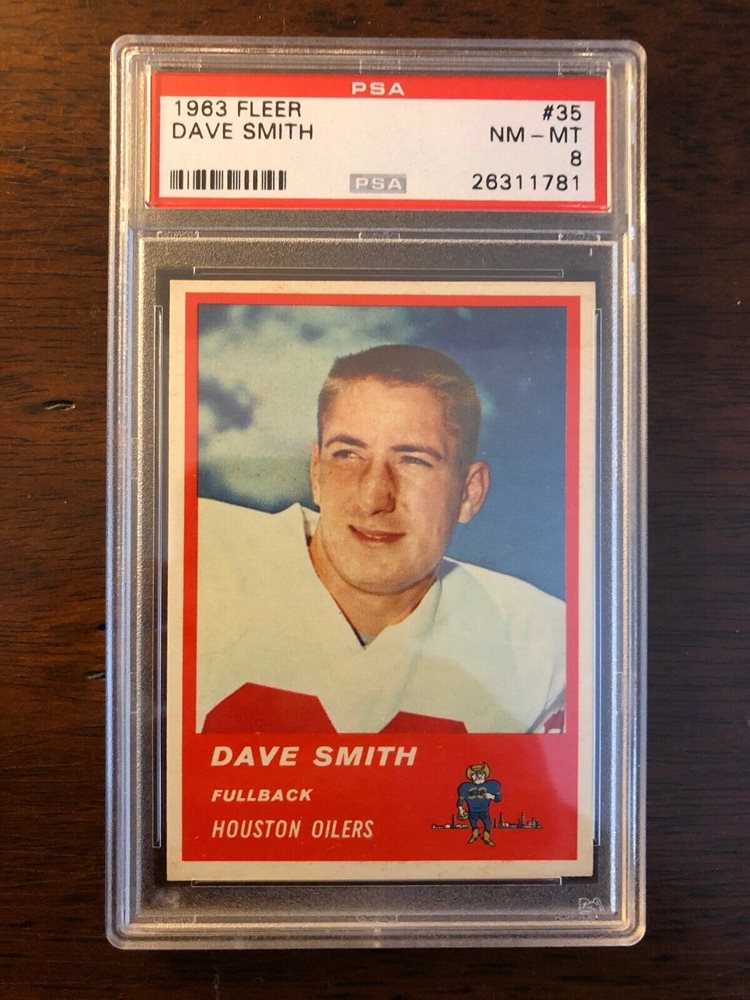 PSA
1963 FLEER #35
DAVE SMITH NM - MT
8
PSA 26311781
DAVE SMITH
FULLBACK
HOUSTON OILERS